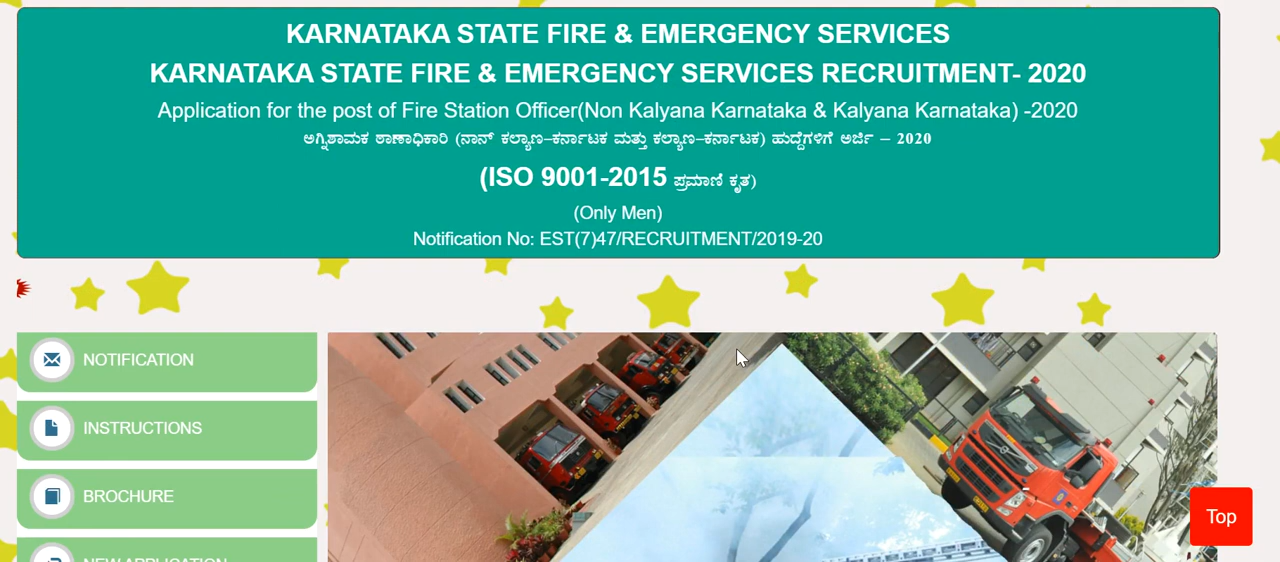 KARNATAKA STATE FIRE & EMERGENCY SERVICES
KARNATAKA STATE FIRE & EMERGENCY SERVICES RECRUITMENT- 2020
Application for the post of Fire Station Officer(Non Kalyana Karnataka & Kalyana Karnataka) -2020
ಅಗ್ನಿಶಾಮಕ ಠಾಣಾಧಿಕಾರಿ (ನಾನ್ ಕಲ್ಯಾಣ–ಕರ್ನಾಟಕ ಮತ್ತು ಕಲ್ಯಾಣ–ಕರ್ನಾಟಕ) ಹುದ್ದೆಗಳಿಗೆ ಅರ್ಜಿ – 2020
(ISO 9001-2015 ಪ್ರಮಾಣಿ ಕೃತ)
(Only Men)
Notification No: EST(7)47/RECRUITMENT/2019-20
NOTIFICATION
INSTRUCTIONS
BROCHURE
NEW APPLICATION
Top